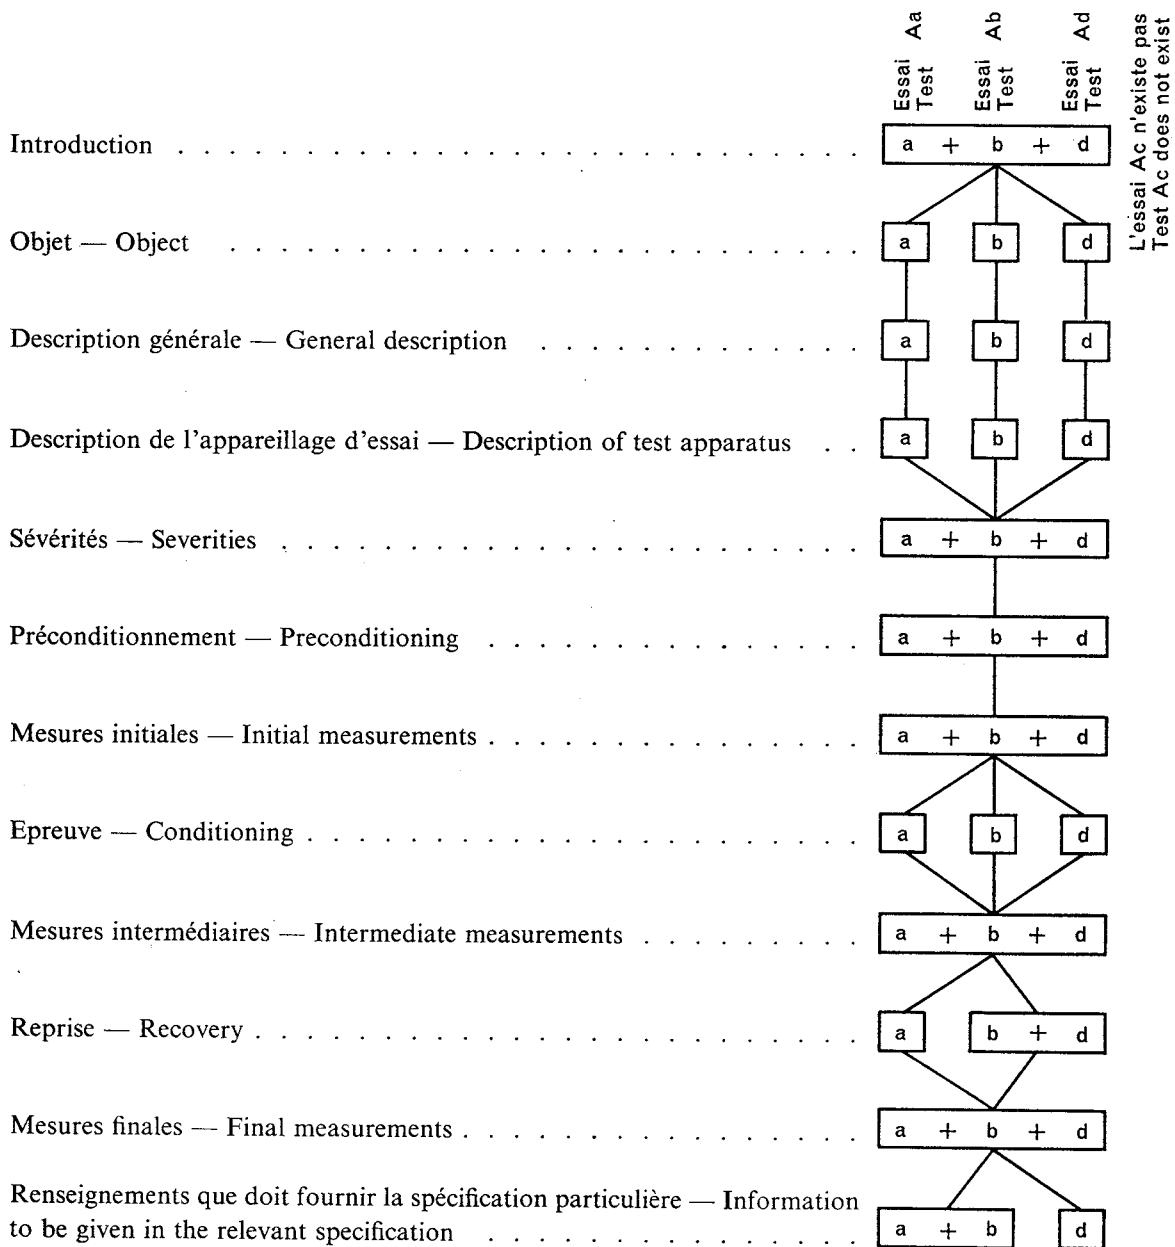 Essai Aa
Test
Essai Ab
Test
Essai Ad
Test
L'essai Ac n'existe pas
Test Ac does not exist
Introduction . . . . . . . . . . . . . . . . . . . . . . . . . . a + b + d
Objet — Object . . . . . . . . . . . . . . . . . . . . . . . . a b d
Description générale — General description . . . . . . . . . . . . . a b d
Description de l'appareillage d'essai — Description of test apparatus . . a b d
Sévérités — Severities . . . . . . . . . . . . . . . . . . . . . . a + b + d
Préconditionnement — Preconditioning . . . . . . . . . . . . . . . a + b + d
Mesures initiales — Initial measurements . . . . . . . . . . . . . . . a + b + d
Epreuve — Conditioning . . . . . . . . . . . . . . . . . . . . . a b d
Mesures intermédiaires — Intermediate measurements . . . . . . . . . a + b + d
Reprise — Recovery . . . . . . . . . . . . . . . . . . . . . . . a b + d
Mesures finales — Final measurements . . . . . . . . . . . . . . . . a + b + d
Renseignements que doit fournir la spécification particulière — Information
to be given in the relevant specification . . . . . . . . . . . . . . . a + b d